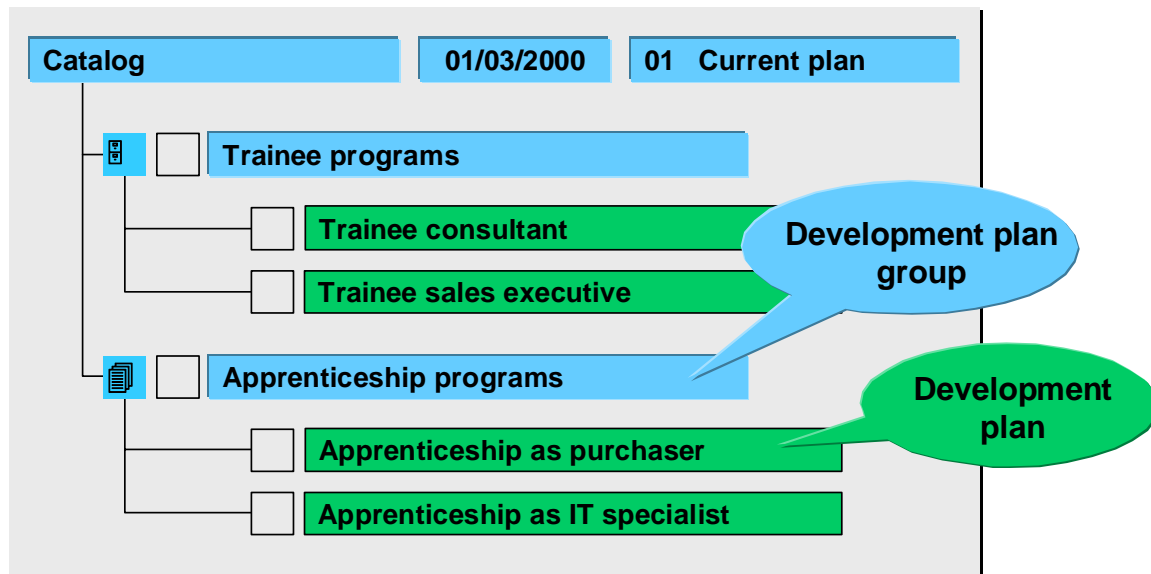 Catalog
01/03/2000
01 Current plan
Trainee programs
Trainee consultant
Development plan
group
Trainee sales executive
Apprenticeship programs
Development
plan
Apprenticeship as purchaser
Apprenticeship as IT specialist